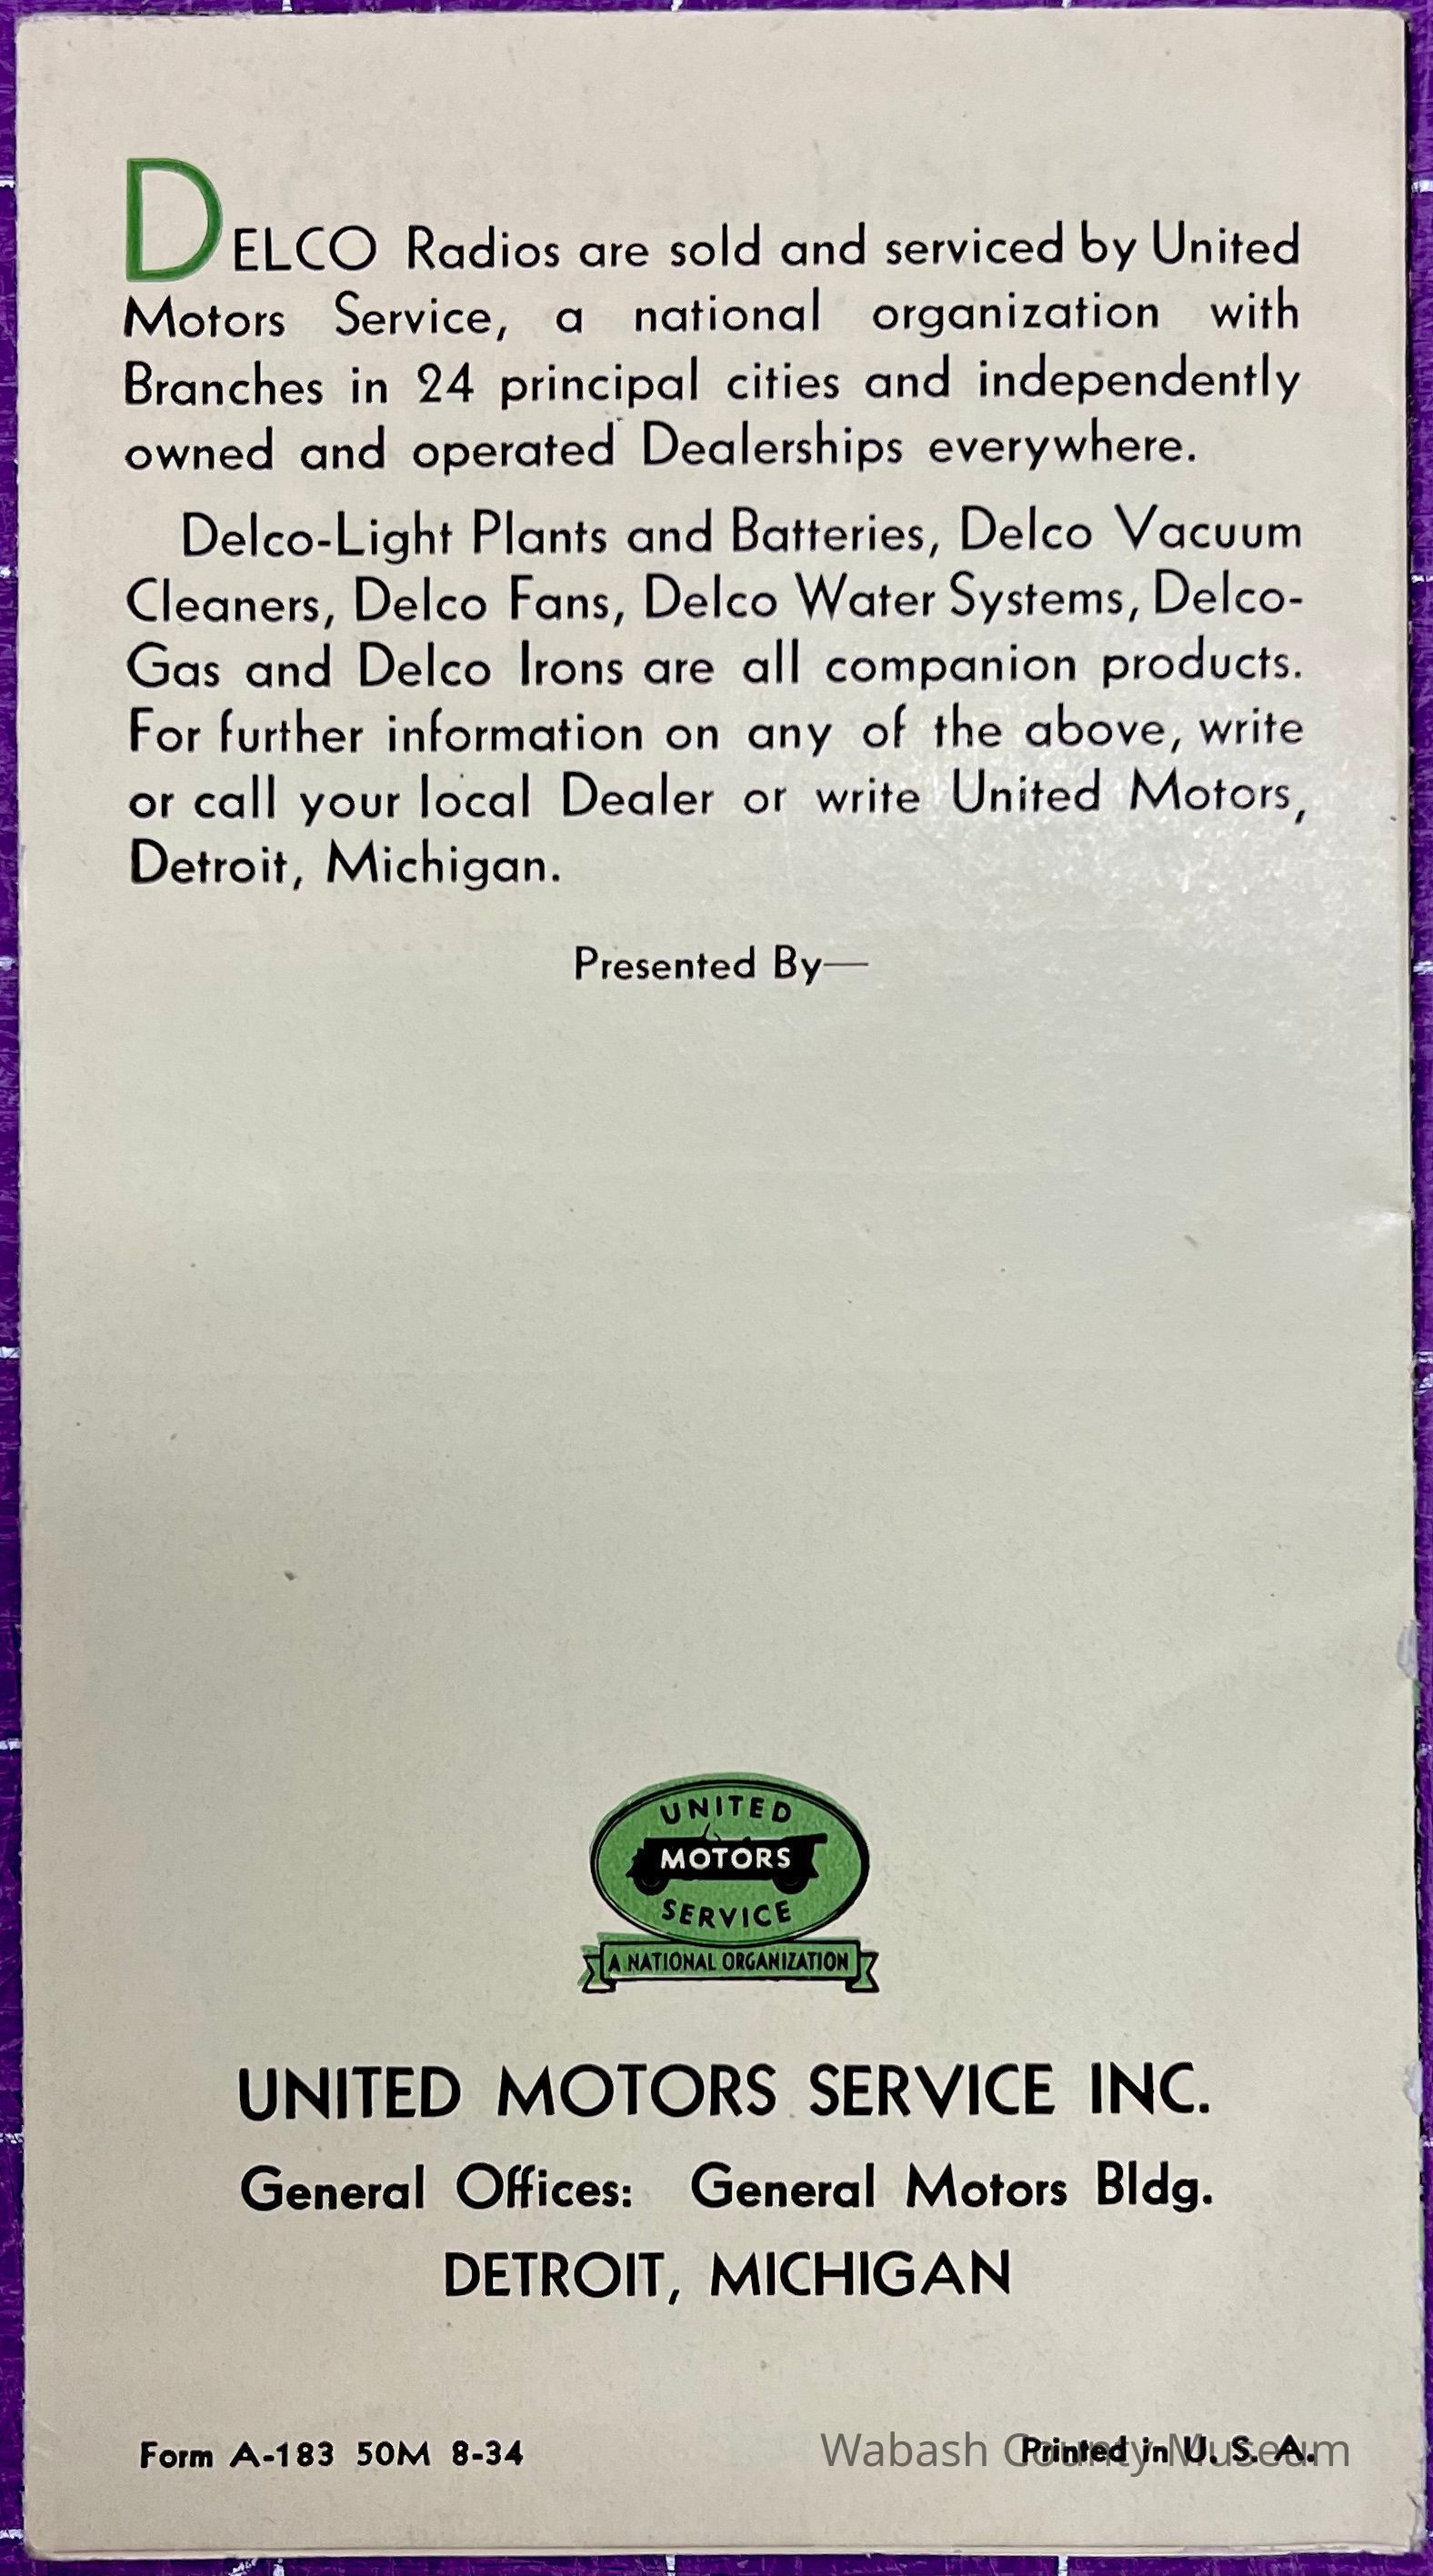 DELCO Radios are sold and serviced by United
Motors Service, a national organization with
Branches in 24 principal cities and independently
owned and operated Dealerships everywhere.
Delco-Light Plants and Batteries, Delco Vacuum
Cleaners, Delco Fans, Delco Water Systems, Delco-
Gas and Delco Irons are all companion products.
For further information on any of the above, write
or call your local Dealer or write United Motors,
Detroit, Michigan.
Presented By—
UNITED
MOTORS
SERVICE
A NATIONAL ORGANIZATION
UNITED MOTORS SERVICE INC.
General Offices: General Motors Bldg.
DETROIT, MICHIGAN
Form A-183 50M 8-34
Printed in U. S. A.
Wabash County Museum